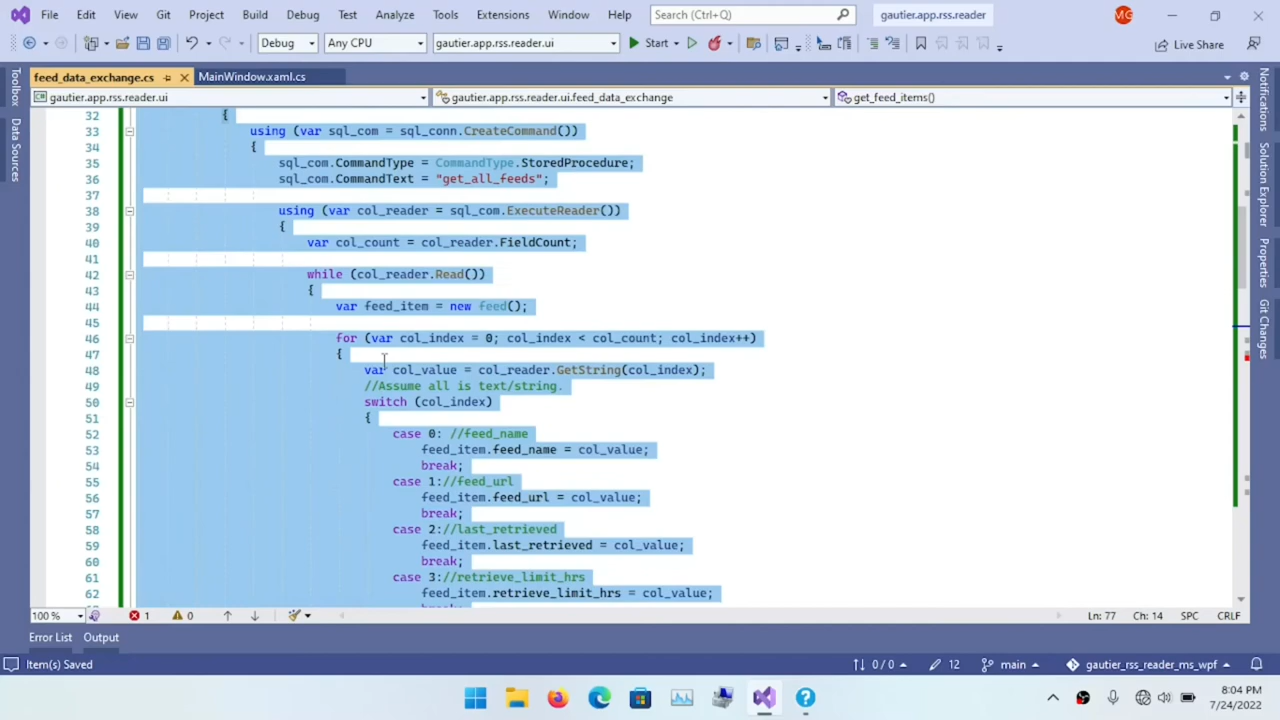 File Edit View Git Project Build Debug Test Analyze Tools Extensions Window Help Search (Ctrl+Q) gautier.app.rss.reader MG
Debug Any CPU gautier.app.rss.reader.ui Start Live Share
feed_data_exchange.cs MainWindow.xaml.cs
gautier.app.rss.reader.ui gautier.app.rss.reader.ui.feed_data_exchange get_feed_items()
Toolbox
Data Sources
Notifications
Solution Explorer
Properties
Git Changes
32 {
33 using (var sql_com = sql_conn.CreateCommand())
34 {
35 sql_com.CommandType = CommandType.StoredProcedure;
36 sql_com.CommandText = "get_all_feeds";
37
38 using (var col_reader = sql_com.ExecuteReader())
39 {
40 var col_count = col_reader.FieldCount;
41
42 while (col_reader.Read())
43 {
44 var feed_item = new feed();
45
46 for (var col_index = 0; col_index < col_count; col_index++)
47 {
48 var col_value = col_reader.GetString(col_index);
49 //Assume all is text/string.
50 switch (col_index)
51 {
52 case 0: //feed_name
53 feed_item.feed_name = col_value;
54 break;
55 case 1://feed_url
56 feed_item.feed_url = col_value;
57 break;
58 case 2://last_retrieved
59 feed_item.last_retrieved = col_value;
60 break;
61 case 3://retrieve_limit_hrs
62 feed_item.retrieve_limit_hrs = col_value;
100 % 1 0 Ln: 77 Ch: 14 SPC CRLF
Error List Output
Item(s) Saved 0 / 0 12 main gautier_rss_reader_ms_wpf
8:04 PM
7/24/2022